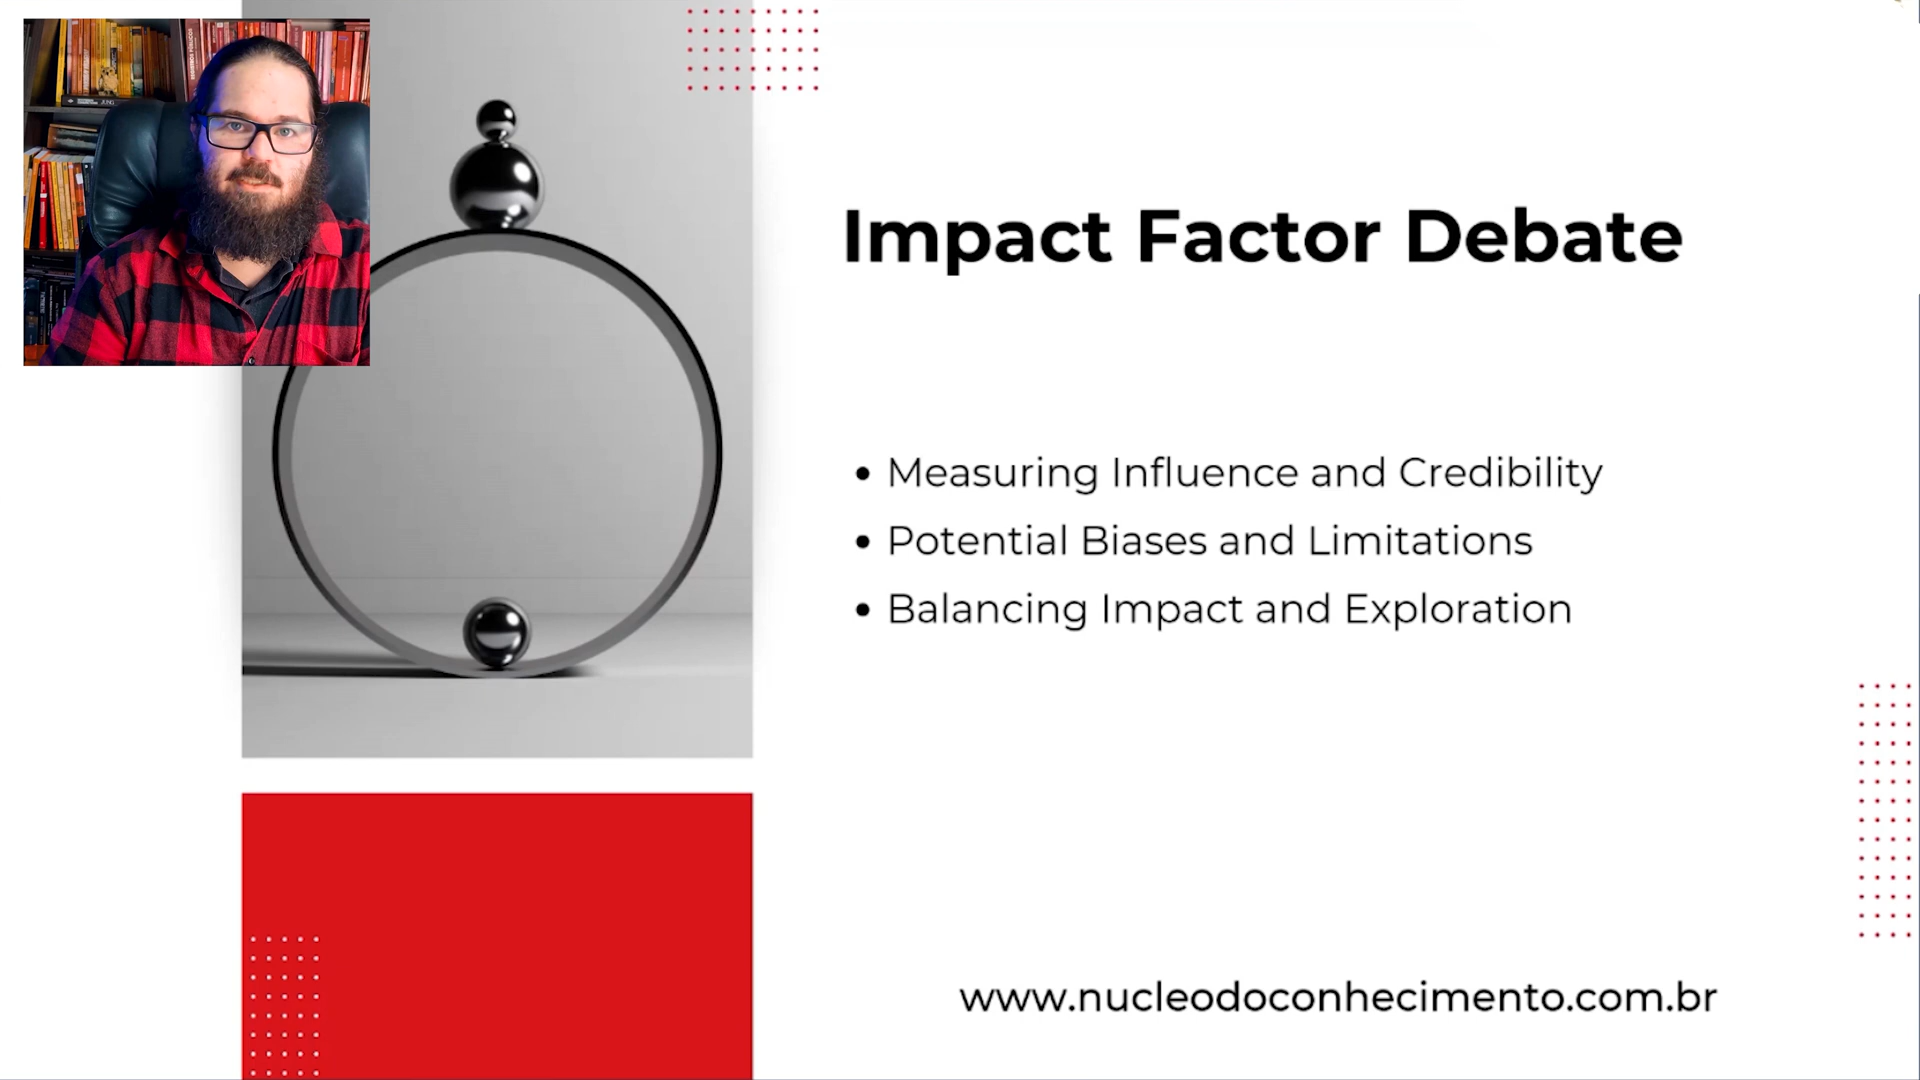 Impact Factor Debate
• Measuring Influence and Credibility
• Potential Biases and Limitations
• Balancing Impact and Exploration
www.nucleodoconhecimento.com.br